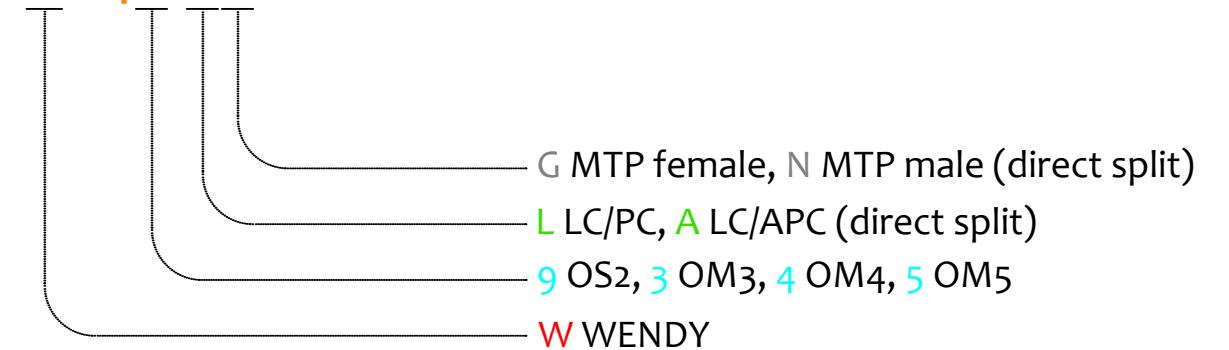 G MTP female, N MTP male (direct split)
L LC/PC, A LC/APC (direct split)
9 OS2, 3 OM3, 4 OM4, 5 OM5
W WENDY